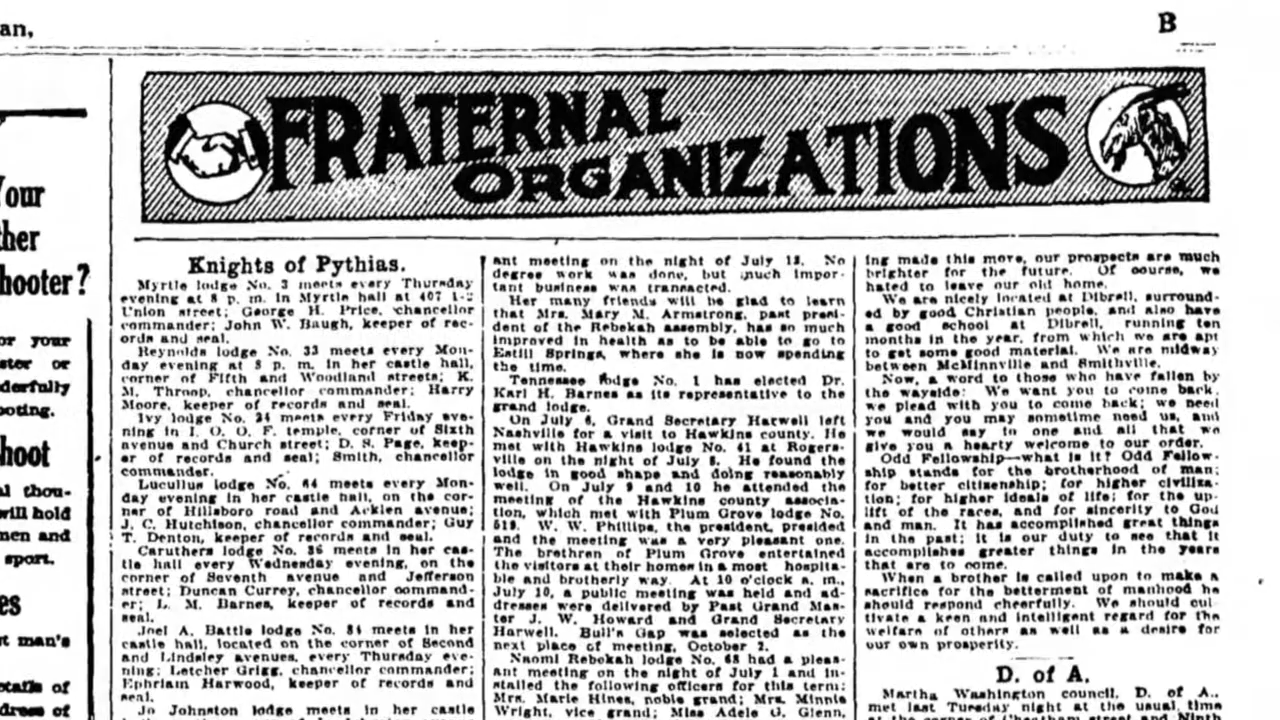 an,
B
our
ther
hooter?
or your
ster or
derfully
ooting.
hoot
al thou-
will hold
men and
sport.
es
t man's
etails of
dress of
FRATERNAL
ORGANIZATIONS
Knights of Pythias.
Myrtle lodge No. 3 meets every Thursday
evening at 8 p. m. in Myrtle hall at 407 1-2
Union street; George H. Price, chancellor
commander; John W. Baugh, keeper of rec-
ords and seal.
Reynolds lodge No. 33 meets every Mon-
day evening at 8 p. m. in her castle hall,
corner of Fifth and Woodland streets; K.
M. Throop, chancellor commander; Harry
Moore, keeper of records and seal.
Ivy lodge No. 34 meets every Friday eve-
ning in I. O. O. F. temple, corner of Sixth
avenue and Church street; D. S. Page, keep-
er of records and seal; Smith, chancellor
commander.
Lucullus lodge No. 64 meets every Mon-
day evening in her castle hall, on the cor-
ner of Hillsboro road and Acklen avenue;
J. C. Hutchison, chancellor commander; Guy
T. Denton, keeper of records and seal.
Caruthers lodge No. 36 meets in her cas-
tle hall every Wednesday evening, on the
corner of Seventh avenue and Jefferson
street; Duncan Currey, chancellor command-
er; L. M. Barnes, keeper of records and
seal.
Joel A. Battle lodge No. 84 meets in her
castle hall, located on the corner of Second
and Lindsley avenues, every Thursday eve-
ning; Letcher Grigg, chancellor commander;
Ephriam Harwood, keeper of records and
seal.
Jo Johnston lodge meets in her castle
ant meeting on the night of July 13. No
degree work was done, but much impor-
tant business was transacted.
Her many friends will be glad to learn
that Mrs. Mary M. Armstrong, past presi-
dent of the Rebekah assembly, has so much
improved in health as to be able to go to
Estill Springs, where she is now spending
the time.
Tennessee lodge No. 1 has elected Dr.
Karl H. Barnes as its representative to the
grand lodge.
On July 6, Grand Secretary Harwell left
Nashville for a visit to Hawkins county. He
met with Hawkins lodge No. 41 at Rogers-
ville on the night of July 8. He found the
lodge in good shape and doing reasonably
well. On July 9 and 10 he attended the
meeting of the Hawkins county associa-
tion, which met with Plum Grove lodge No.
519. W. W. Phillips, the president, presided
and the meeting was a very pleasant one.
The brethren of Plum Grove entertained
the visitors at their homes in a most hospita-
ble and brotherly way. At 10 o'clock a. m.,
July 10, a public meeting was held and ad-
dresses were delivered by Past Grand Mas-
ter J. W. Howard and Grand Secretary
Harwell. Bull's Gap was selected as the
next place of meeting, October 2.
Naomi Rebekah lodge No. 68 had a pleas-
ant meeting on the night of July 1 and in-
stalled the following officers for this term:
Mrs. Marie Hines, noble grand; Mrs. Minnie
Wright, vice grand; Miss Adele G. Glenn,
ing made this move, our prospects are much
brighter for the future. Of course, we
hated to leave our old home.
We are nicely located at Dibrell, surround-
ed by good Christian people, and also have
a good school at Dibrell, running ten
months in the year, from which we are apt
to get some good material. We are midway
between McMinnville and Smithville.
Now, a word to those who have fallen by
the wayside: We want you to come back,
we plead with you to come back; we need
you and you may sometime need us, and
we would say to one and all that we
give you a hearty welcome to our order.
Odd Fellowship—what is it? Odd Fellow-
ship stands for the brotherhood of man;
for better citizenship; for higher civiliza-
tion; for higher ideals of life; for the up-
lift of the races, and for sincerity to God
and man. It has accomplished great things
in the past; it is our duty to see that it
accomplishes greater things in the years
that are to come.
When a brother is called upon to make a
sacrifice for the betterment of manhood he
should respond cheerfully. We should cul
tivate a keen and intelligent regard for the
welfare of others as well as a desire for
our own prosperity.
D. of A.
Martha Washington council, D. of A.,
met last Tuesday night at the usual time
at the corner of Cheatham street and Ninth